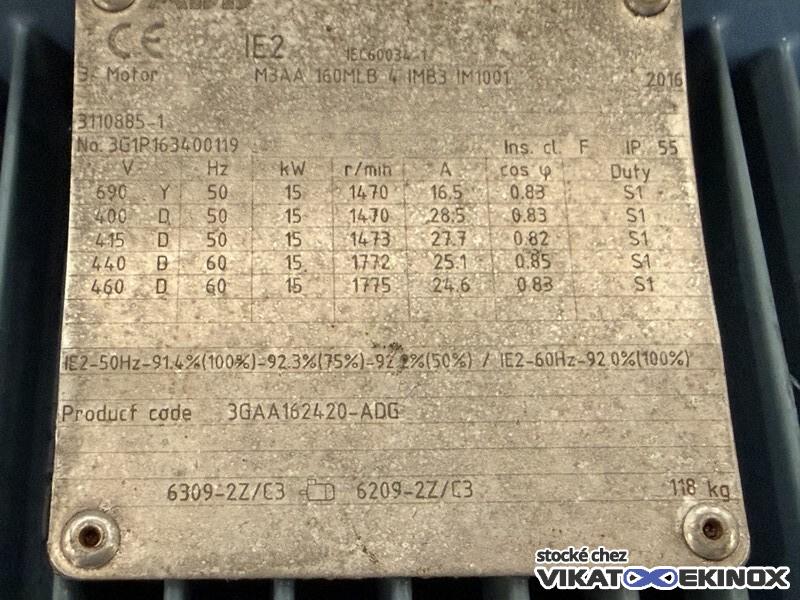 ABB
CE IE2 IEC60034-1
3~ Motor M3AA 160MLB 4 IMB3 IM1001 2016
3110885-1
No. 3G1P163400119 Ins. cl. F IP 55
V Hz kW r/min A cos φ Duty
690 Y 50 15 1470 16.5 0.83 S1
400 D 50 15 1470 28.5 0.83 S1
415 D 50 15 1473 27.7 0.82 S1
440 D 60 15 1772 25.1 0.85 S1
460 D 60 15 1775 24.6 0.83 S1
IE2-50Hz-91.4%(100%)-92.3%(75%)-92.2%(50%) / IE2-60Hz-92.0%(100%)
Product code 3GAA162420-ADG
6309-2Z/C3 6209-2Z/C3 118 kg
stocké chez
VIKAT EKINOX